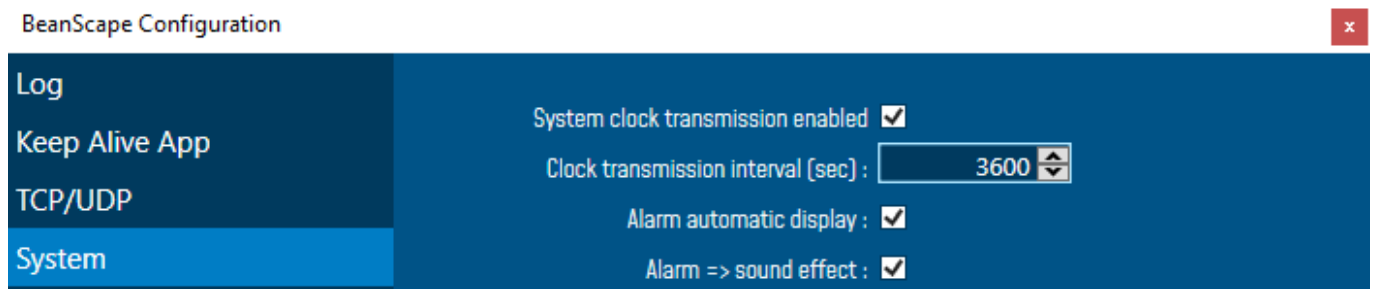 BeanScape Configuration
x
Log
Keep Alive App
TCP/UDP
System
System clock transmission enabled
Clock transmission interval (sec) : 3600
Alarm automatic display :
Alarm => sound effect :